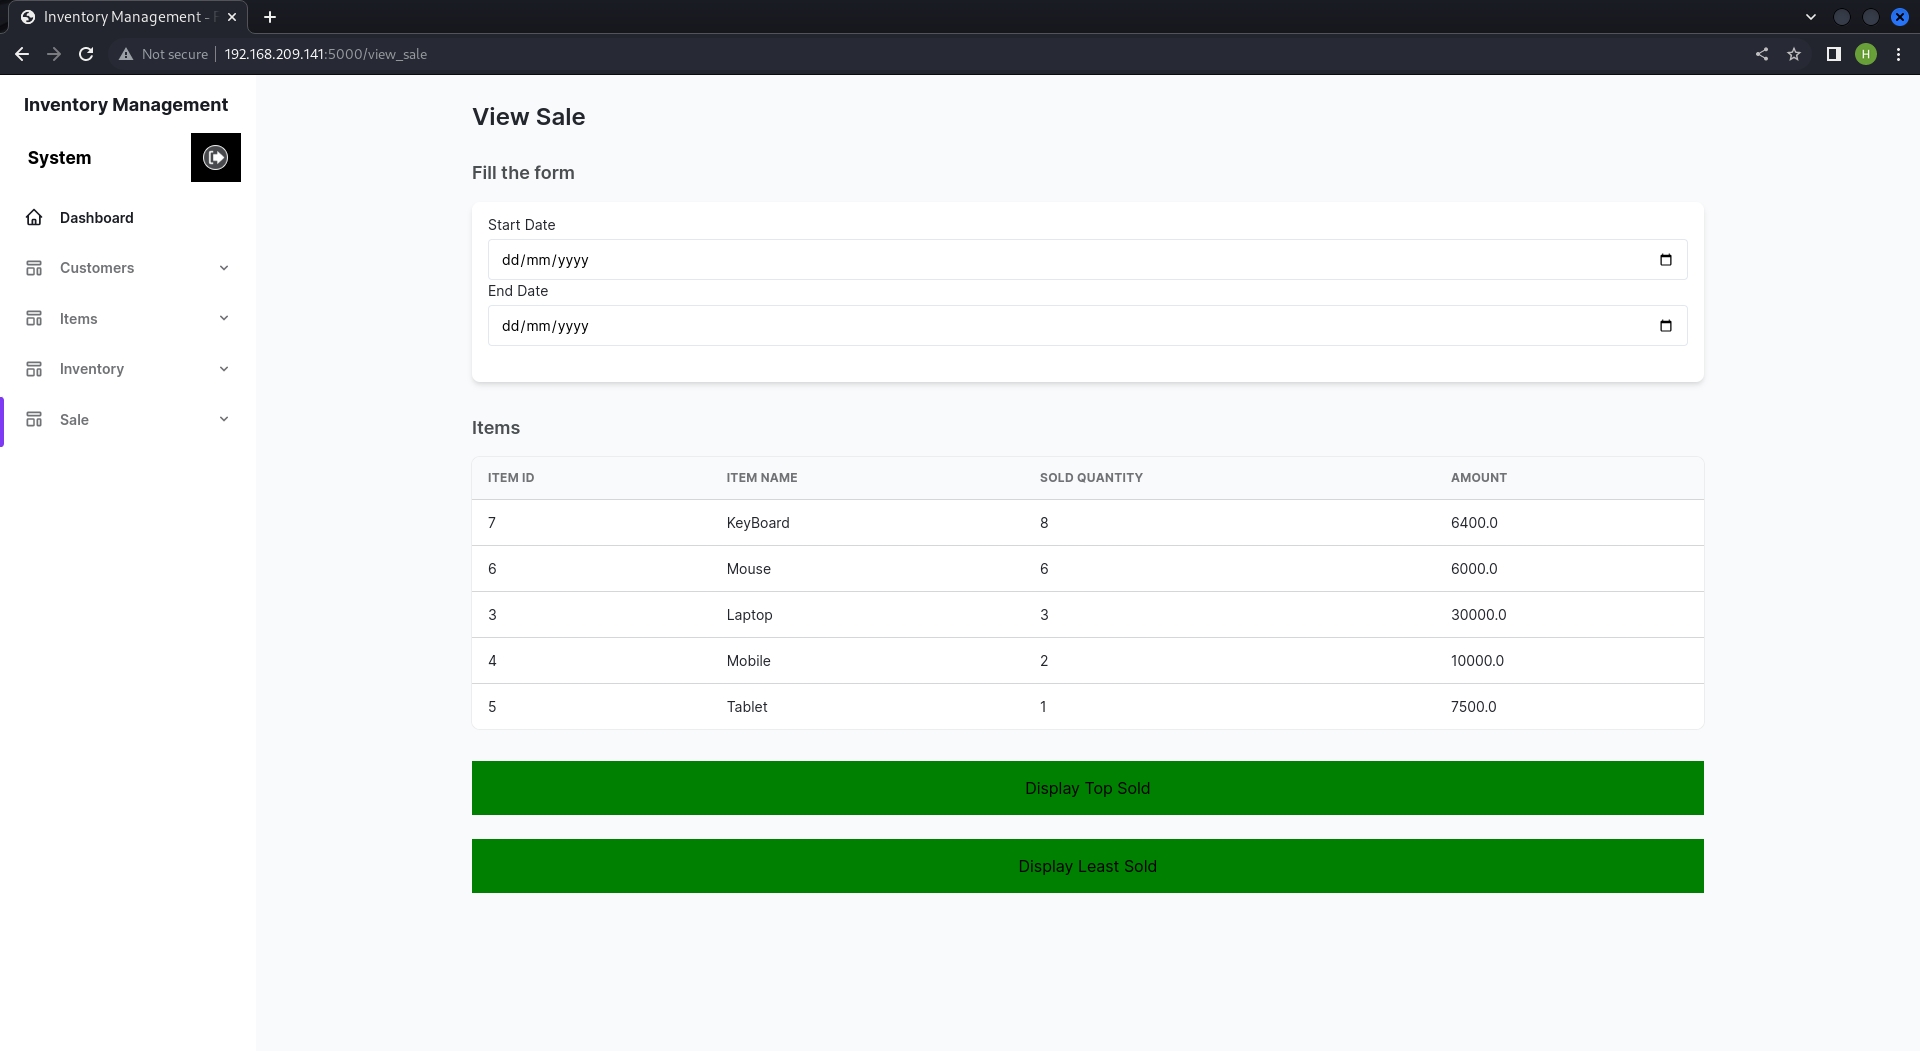 Inventory Management -
Not secure
192.168.209.141:5000/view_sale
H
Inventory Management
System
Dashboard
Customers
Items
Inventory
Sale
View Sale
Fill the form
Start Date
dd/mm/yyyy
End Date
dd/mm/yyyy
Items
ITEM ID ITEM NAME SOLD QUANTITY AMOUNT
7 KeyBoard 8 6400.0
6 Mouse 6 6000.0
3 Laptop 3 30000.0
4 Mobile 2 10000.0
5 Tablet 1 7500.0
Display Top Sold
Display Least Sold